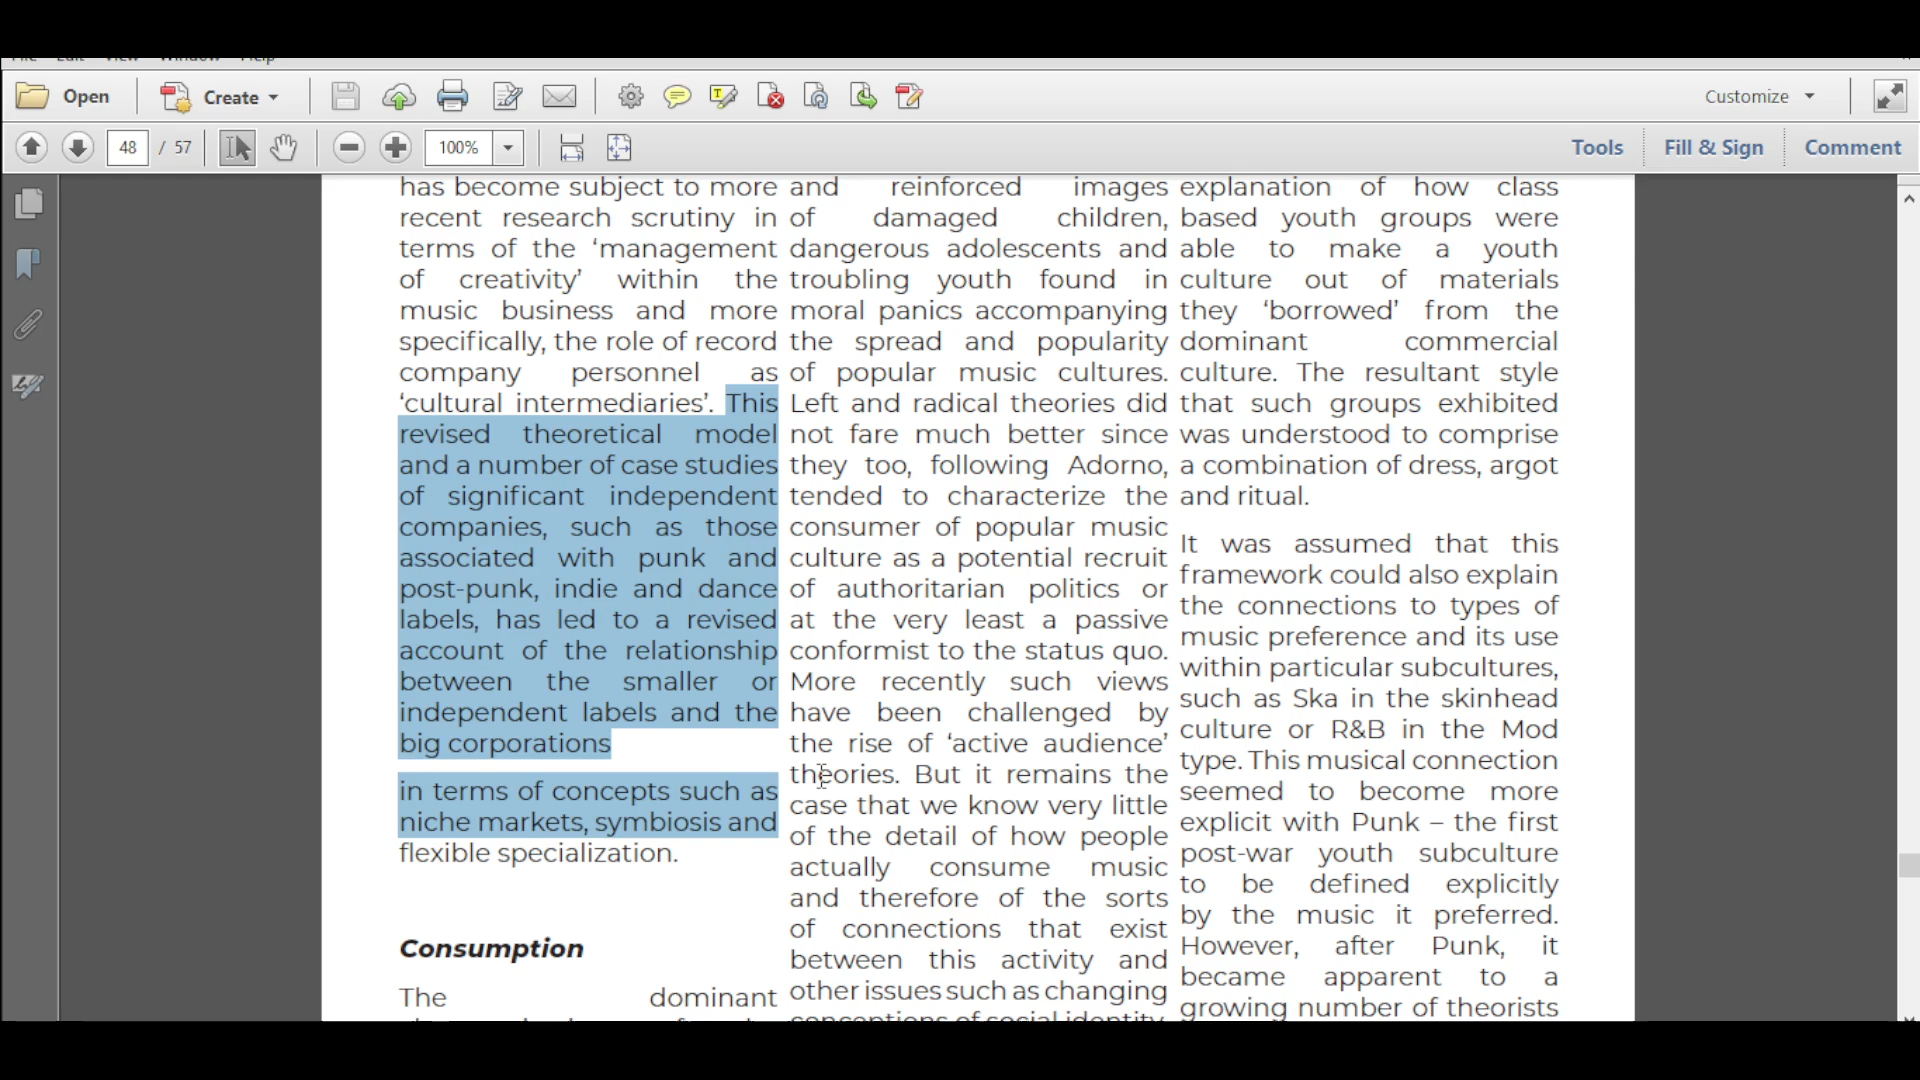 File Edit View Window Help
Open
Create
Customize
48 / 57
100%
Tools
Fill & Sign
Comment
has become subject to more
recent research scrutiny in
terms of the ‘management
of creativity’ within the
music business and more
specifically, the role of record
company personnel as
‘cultural intermediaries’. This
revised theoretical model
and a number of case studies
of significant independent
companies, such as those
associated with punk and
post-punk, indie and dance
labels, has led to a revised
account of the relationship
between the smaller or
independent labels and the
big corporations
in terms of concepts such as
niche markets, symbiosis and
flexible specialization.
Consumption
The dominant
and reinforced images
of damaged children,
dangerous adolescents and
troubling youth found in
moral panics accompanying
the spread and popularity
of popular music cultures.
Left and radical theories did
not fare much better since
they too, following Adorno,
tended to characterize the
consumer of popular music
culture as a potential recruit
of authoritarian politics or
at the very least a passive
conformist to the status quo.
More recently such views
have been challenged by
the rise of ‘active audience’
theories. But it remains the
case that we know very little
of the detail of how people
actually consume music
and therefore of the sorts
of connections that exist
between this activity and
other issues such as changing
conceptions of social identity,
explanation of how class
based youth groups were
able to make a youth
culture out of materials
they ‘borrowed’ from the
dominant commercial
culture. The resultant style
that such groups exhibited
was understood to comprise
a combination of dress, argot
and ritual.
It was assumed that this
framework could also explain
the connections to types of
music preference and its use
within particular subcultures,
such as Ska in the skinhead
culture or R&B in the Mod
type. This musical connection
seemed to become more
explicit with Punk – the first
post-war youth subculture
to be defined explicitly
by the music it preferred.
However, after Punk, it
became apparent to a
growing number of theorists